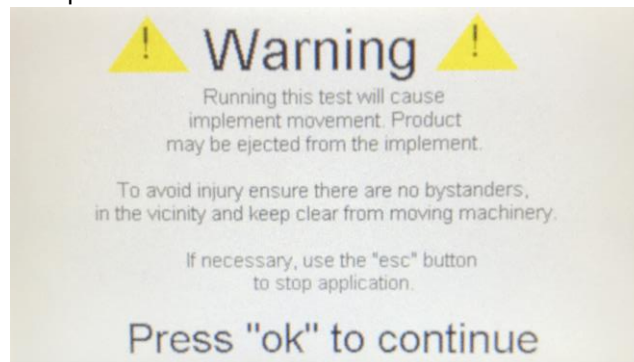 Warning
Running this test will cause
implement movement. Product
may be ejected from the implement.
To avoid injury ensure there are no bystanders,
in the vicinity and keep clear from moving machinery.
If necessary, use the "esc" button
to stop application.
Press "ok" to continue